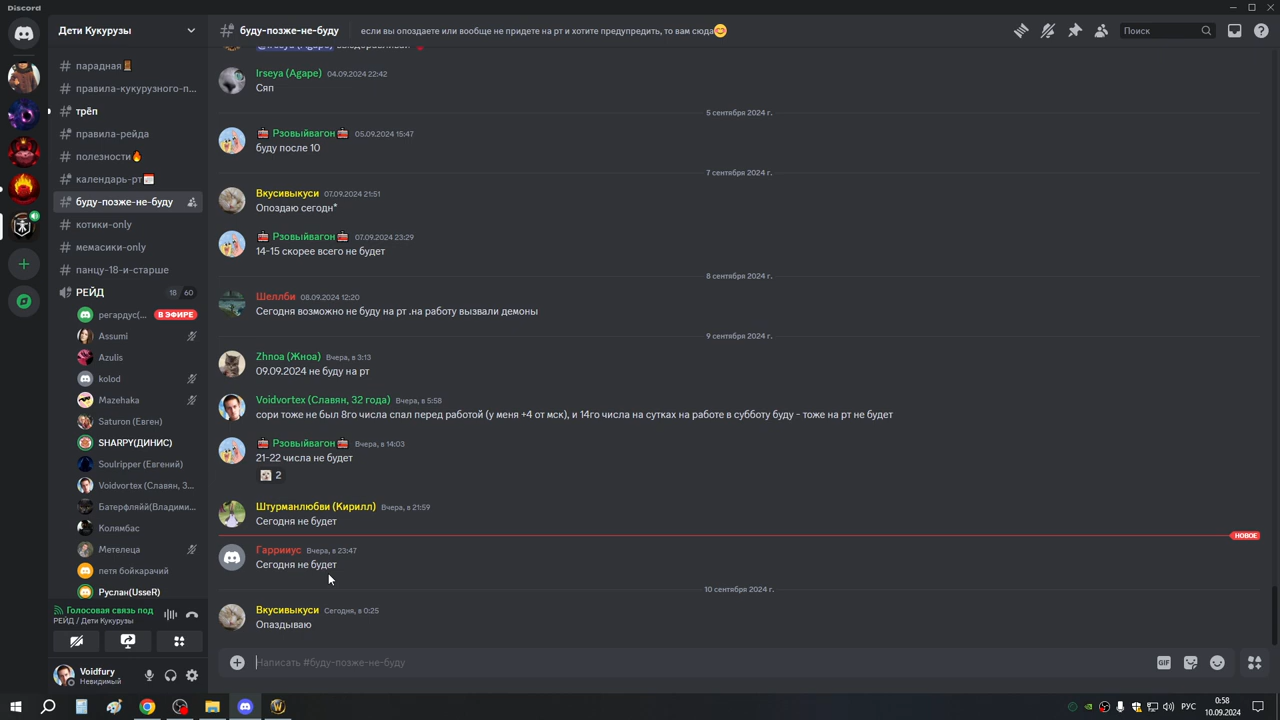 Discord
Дети Кукурузы
буду-позже-не-буду
если вы опоздаете или вообще не придете на рт и хотите предупредить, то вам сюда😊
Поиск
парадная🚪
правила-кукурузного-п...
трёп
правила-рейда
полезности🔥
календарь-рт📅
буду-позже-не-буду
котики-only
мемасики-only
панцу-18-и-старше
РЕЙД
18 60
регардус(...
В ЭФИРЕ
Assumi
Azulis
kolod
Mazehaka
Saturon (Евген)
SHARPY(ДИНИС)
Soulripper (Евгений)
Voidvortex (Славян, 3...
Батерфляйй(Владими...
Колямбас
Метелеца
петя бойкарачий
Руслан(UsseR)
Голосовая связь под
РЕЙД / Дети Кукурузы
Voidfury
Невидимый
Irseya (Agape) 04.09.2024 22:42
Сяп
5 сентября 2024 г.
Рзовыйвагон 05.09.2024 15:47
буду после 10
7 сентября 2024 г.
Вкусивыкуси 07.09.2024 21:51
Опоздаю сегодн*
Рзовыйвагон 07.09.2024 23:29
14-15 скорее всего не будет
8 сентября 2024 г.
Шеллби 08.09.2024 12:20
Сегодня возможно не буду на рт .на работу вызвали демоны
9 сентября 2024 г.
Zhnoa (Жноа) Вчера, в 3:13
09.09.2024 не буду на рт
Voidvortex (Славян, 32 года) Вчера, в 5:58
сори тоже не был 8го числа спал перед работой (у меня +4 от мск), и 14го числа на сутках на работе в субботу буду - тоже на рт не будет
Рзовыйвагон Вчера, в 14:03
21-22 числа не будет
2
Штурманлюбви (Кирилл) Вчера, в 21:59
Сегодня не будет
НОВОЕ
Гаррииус Вчера, в 23:47
Сегодня не будет
10 сентября 2024 г.
Вкусивыкуси Сегодня, в 0:25
Опаздываю
Написать #буду-позже-не-буду
GIF
РУС
0:58
10.09.2024